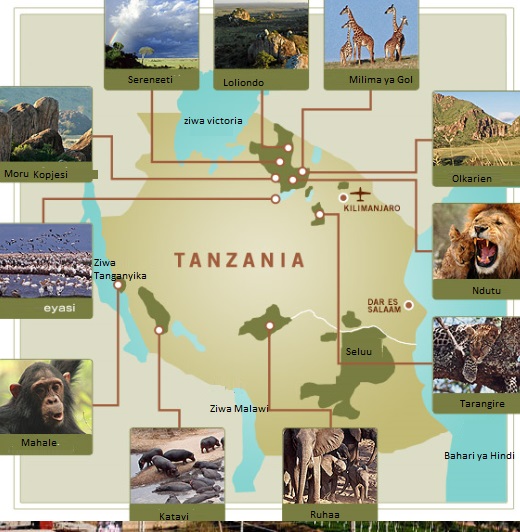 Serengeti
Loliondo
Milima ya Gol
ziwa victoria
Moru Kopjesi
Olkarien
KILIMANJARO
Ziwa
Tanganyika
TANZANIA
eyasi
Ndutu
DAR ES
SALAAM
Seluu
Tarangire
Ziwa Malawi
Mahale
Bahari ya Hindi
Katavi
Ruhaa